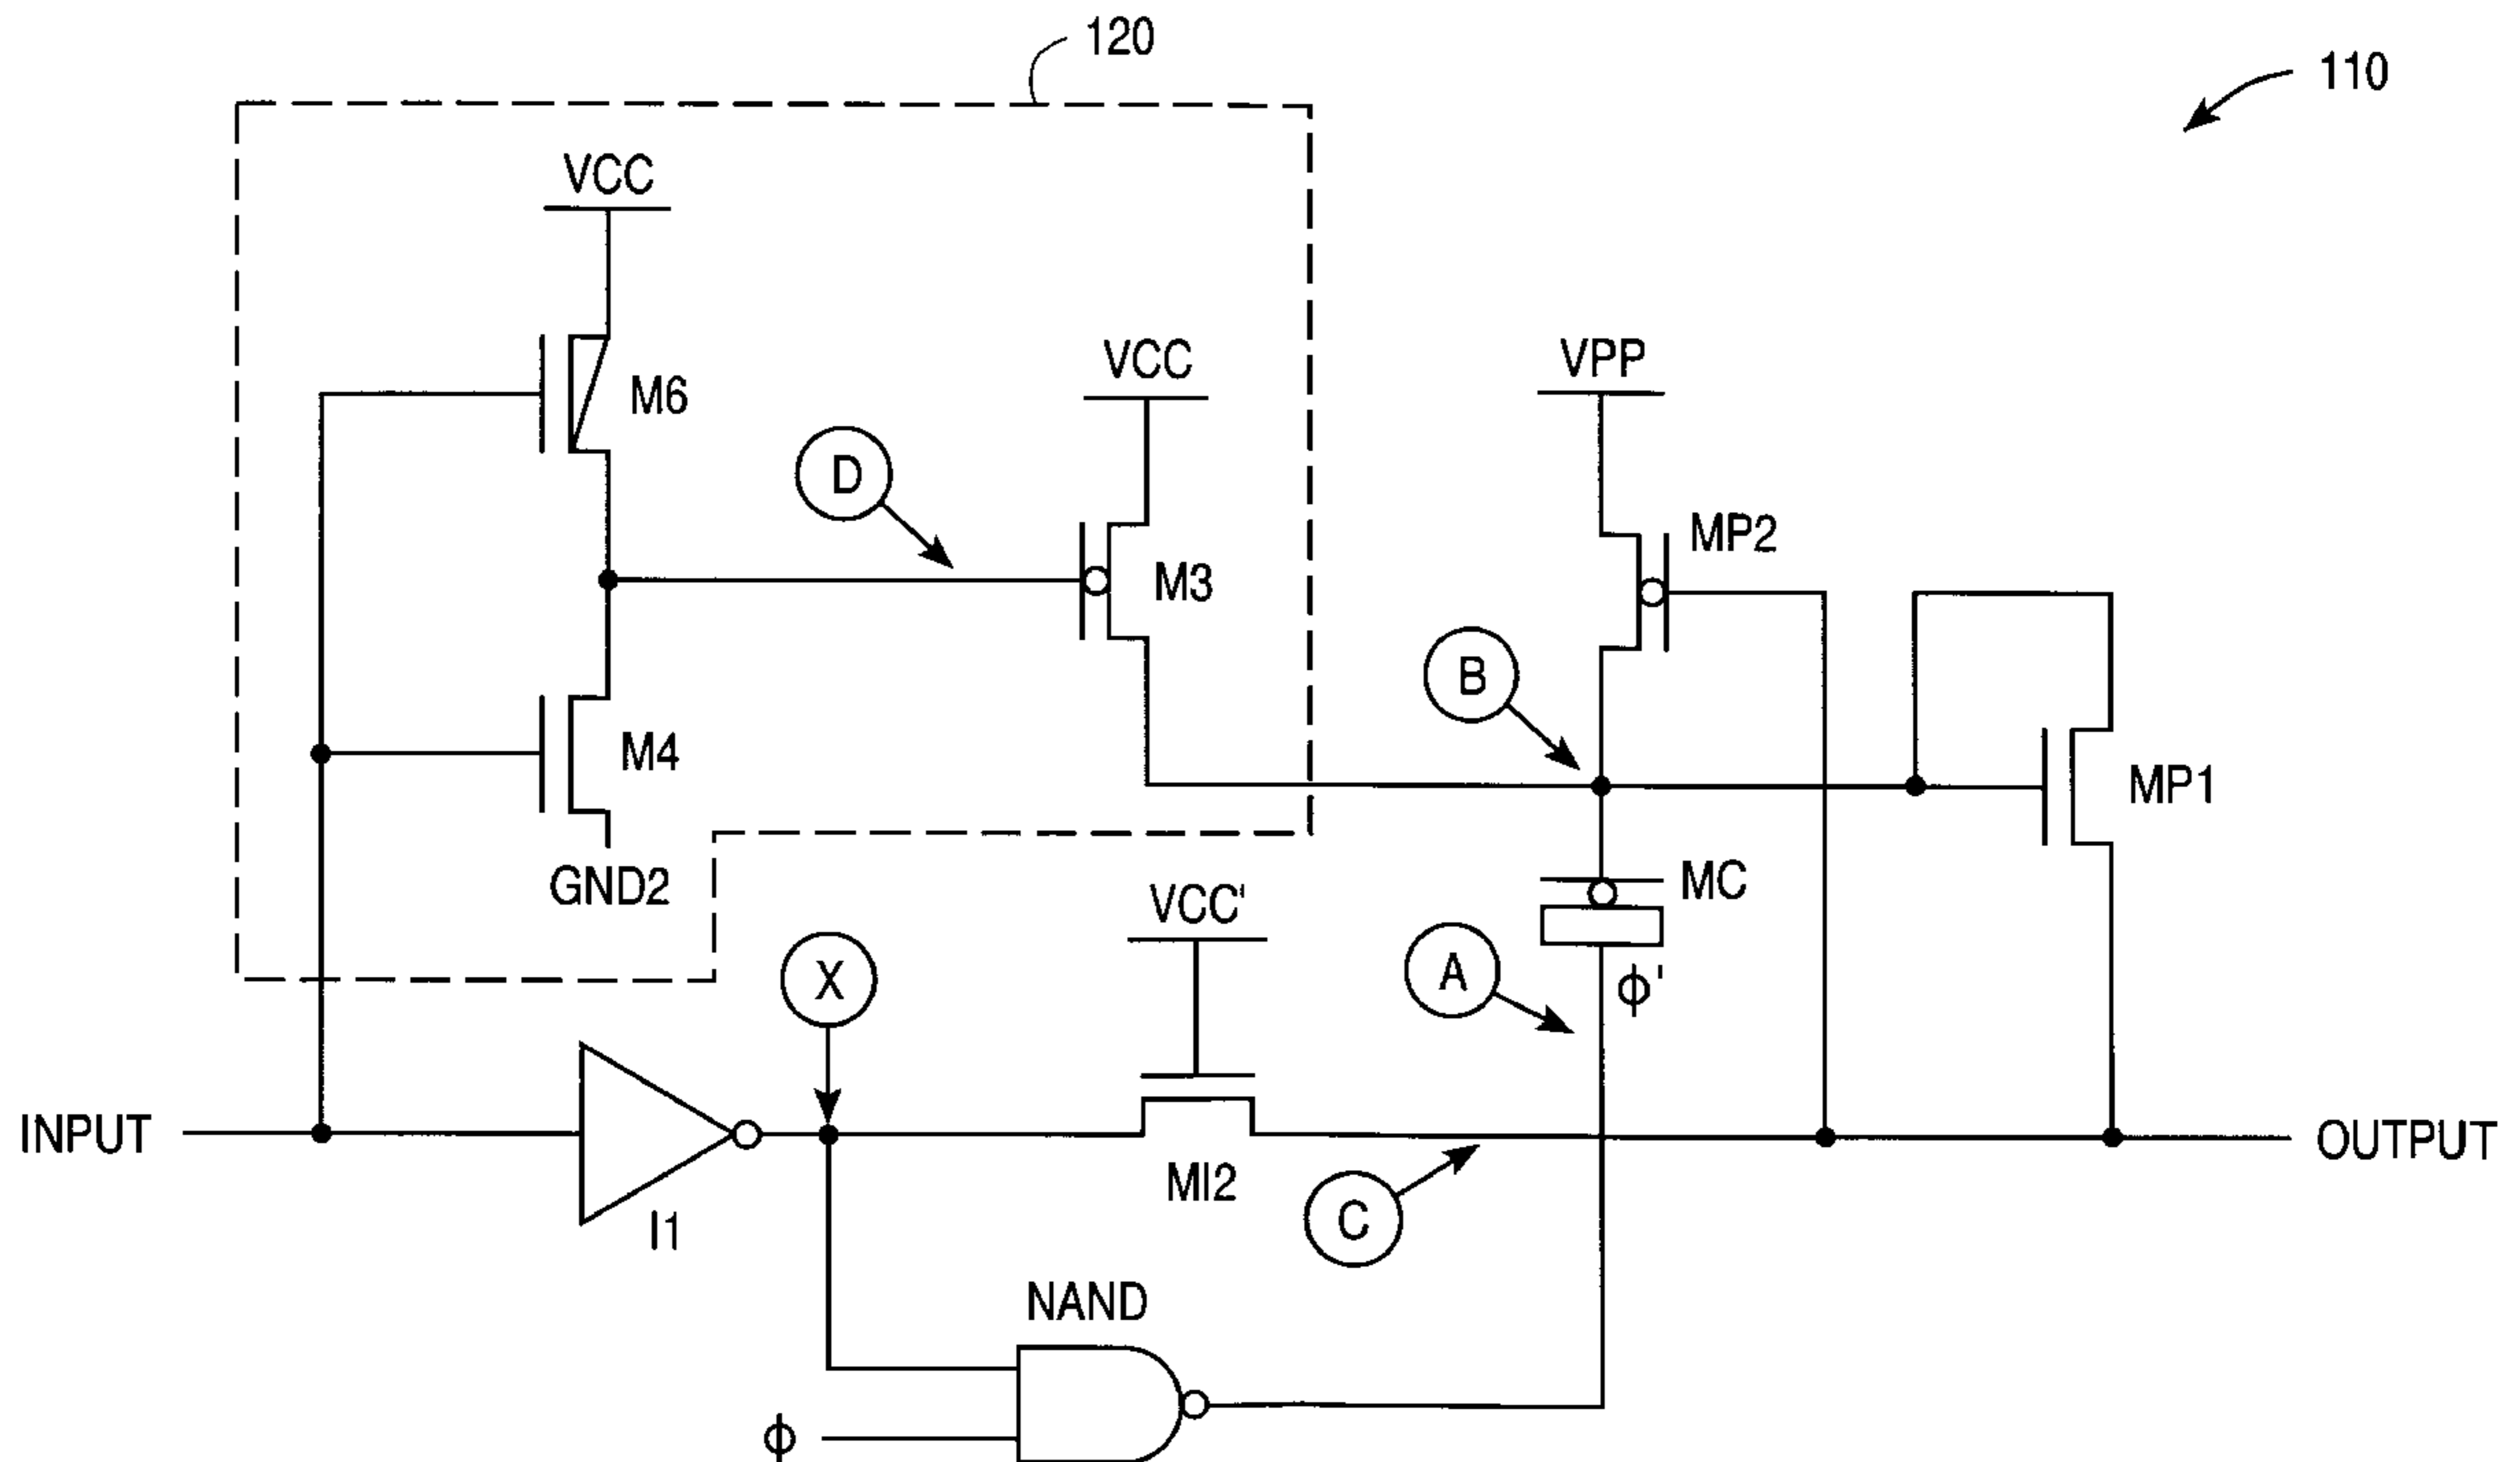 120
110
VCC
M6
VCC
VPP
D
MP2
M3
B
M4
MP1
GND2
VCC'
MC
X
A
ϕ'
INPUT
OUTPUT
MI2
I1
C
NAND
ϕ